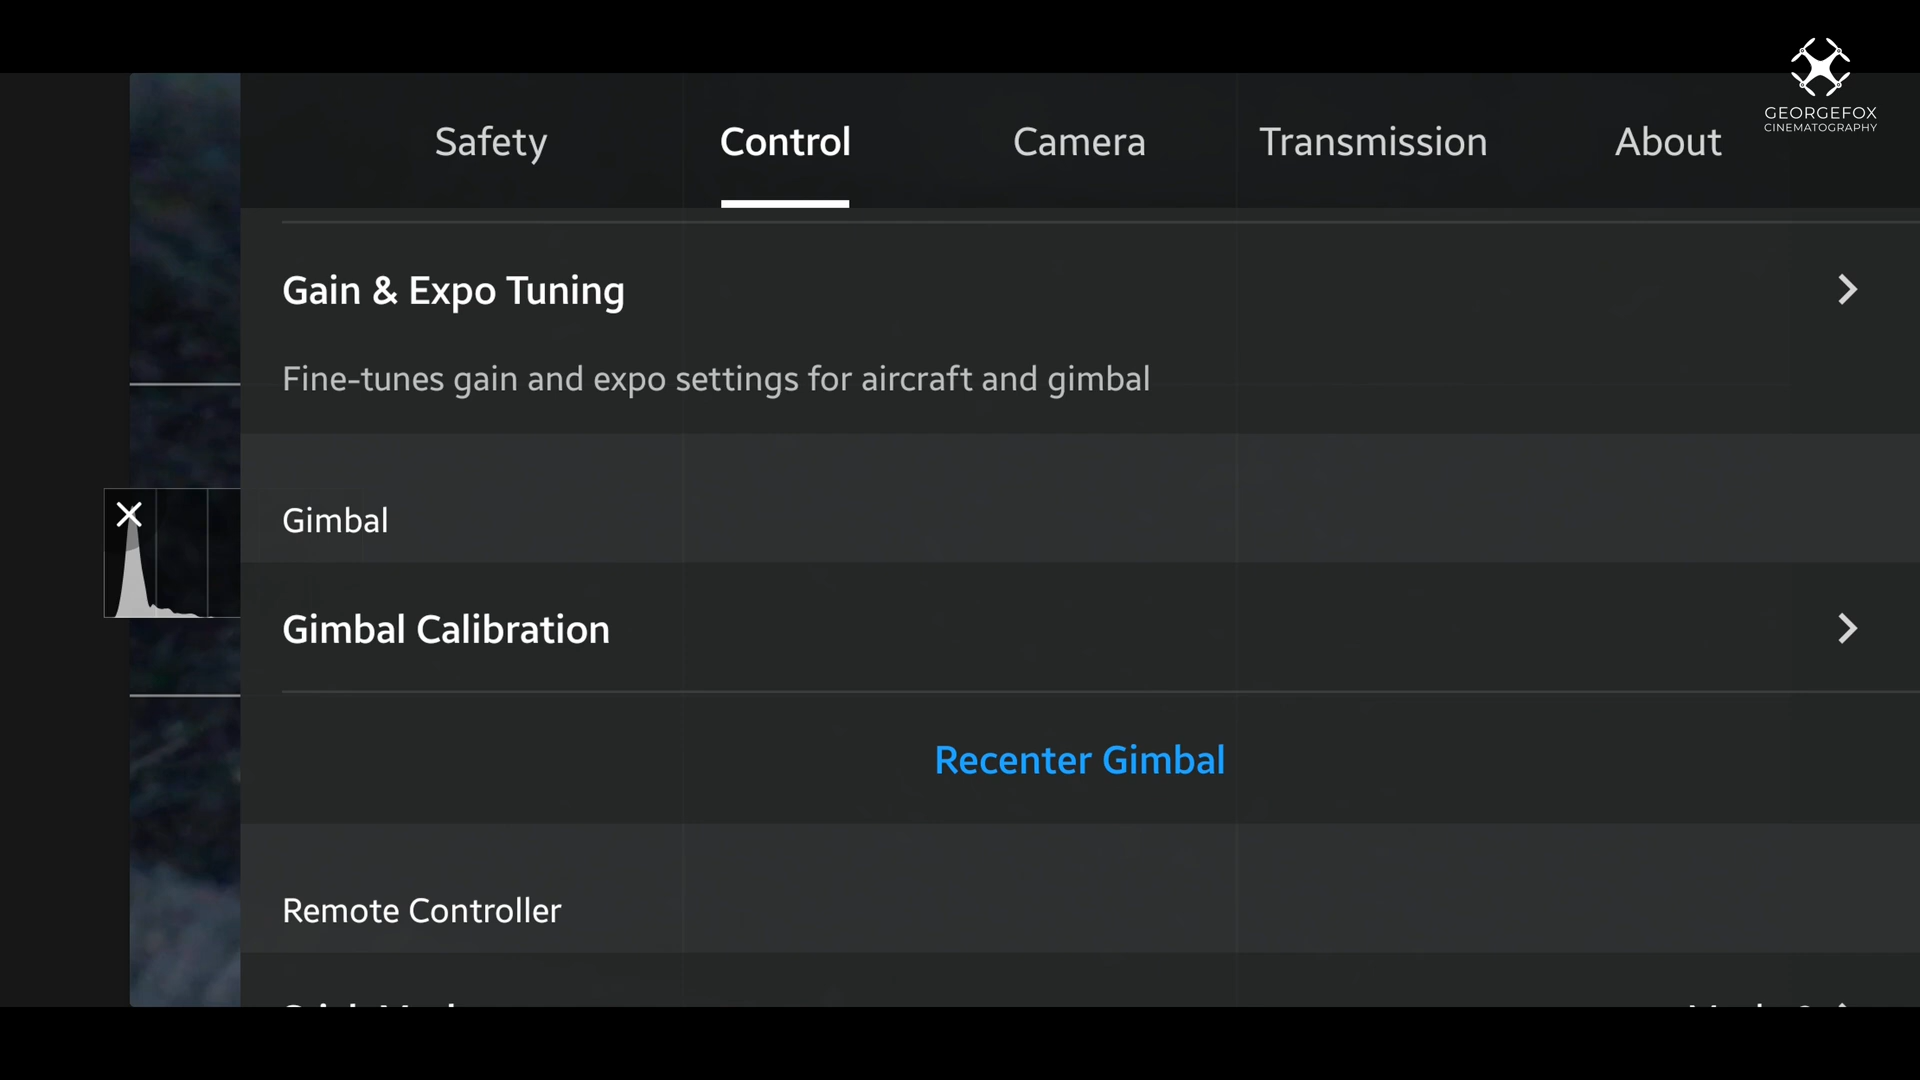 GEORGEFOX
CINEMATOGRAPHY
Safety Control Camera Transmission About
Gain & Expo Tuning
Fine-tunes gain and expo settings for aircraft and gimbal
Gimbal
Gimbal Calibration
Recenter Gimbal
Remote Controller